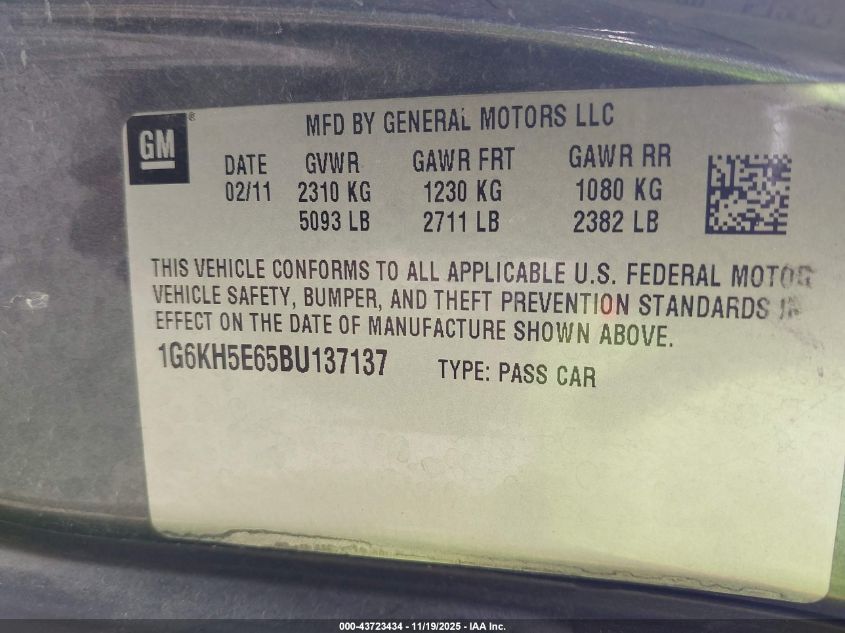 GM
MFD BY GENERAL MOTORS LLC
DATE GVWR GAWR FRT GAWR RR
02/11 2310 KG 1230 KG 1080 KG
5093 LB 2711 LB 2382 LB
THIS VEHICLE CONFORMS TO ALL APPLICABLE U.S. FEDERAL MOTOR
VEHICLE SAFETY, BUMPER, AND THEFT PREVENTION STANDARDS IN
EFFECT ON THE DATE OF MANUFACTURE SHOWN ABOVE.
1G6KH5E65BU137137 TYPE: PASS CAR
000-43723434 - 11/19/2025 - IAA Inc.